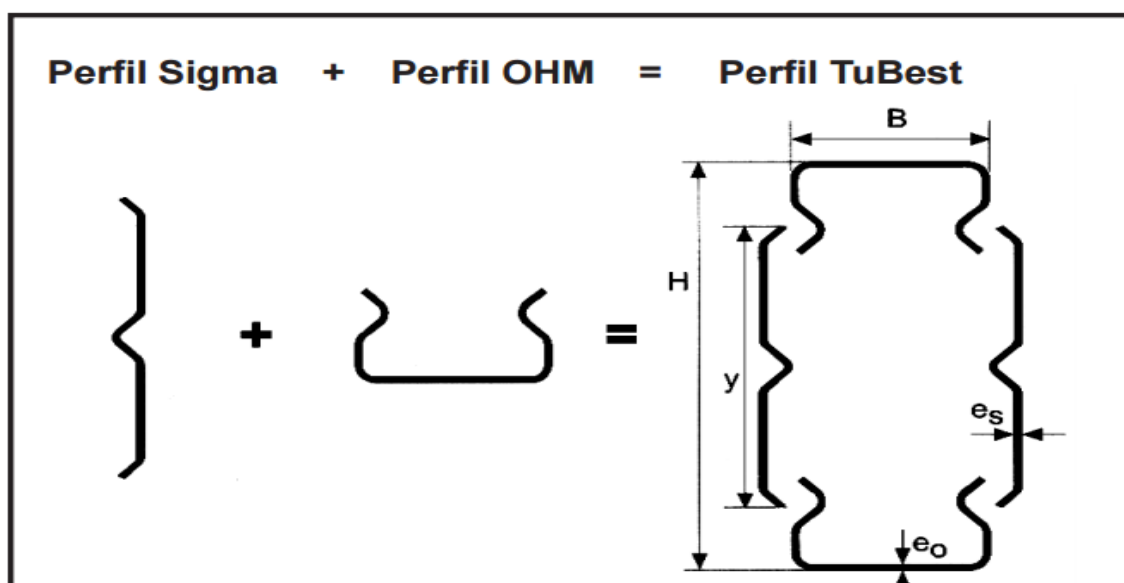 Perfil Sigma + Perfil OHM = Perfil TuBest
B
+
=
H
y
es
eo